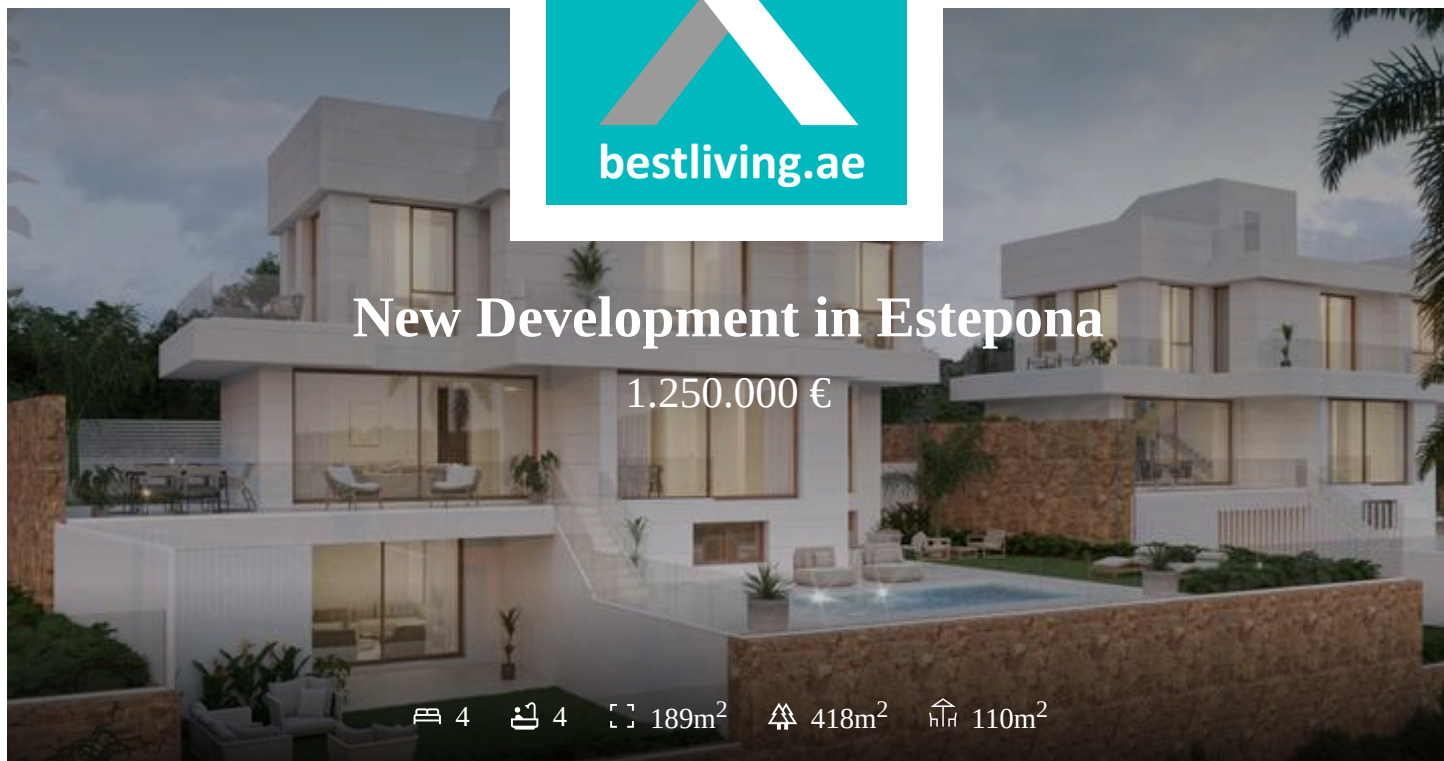 bestliving.ae
New Development in Estepona
1.250.000 €
4 4 189m² 418m² 110m²